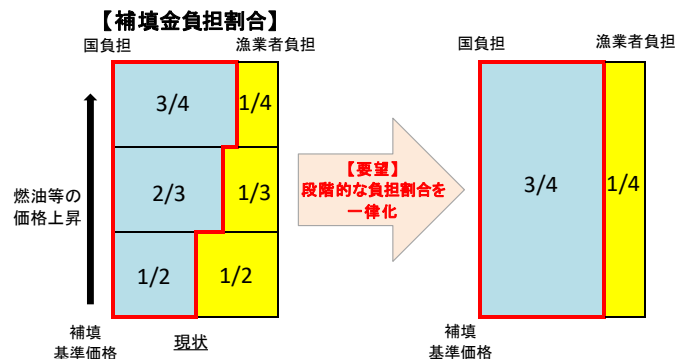 【補填金負担割合】
国負担
漁業者負担
3/4
1/4
2/3
1/3
1/2
1/2
燃油等の
価格上昇
補填
基準価格
現状
【要望】
段階的な負担割合を
一律化
国負担
漁業者負担
3/4
1/4
補填
基準価格